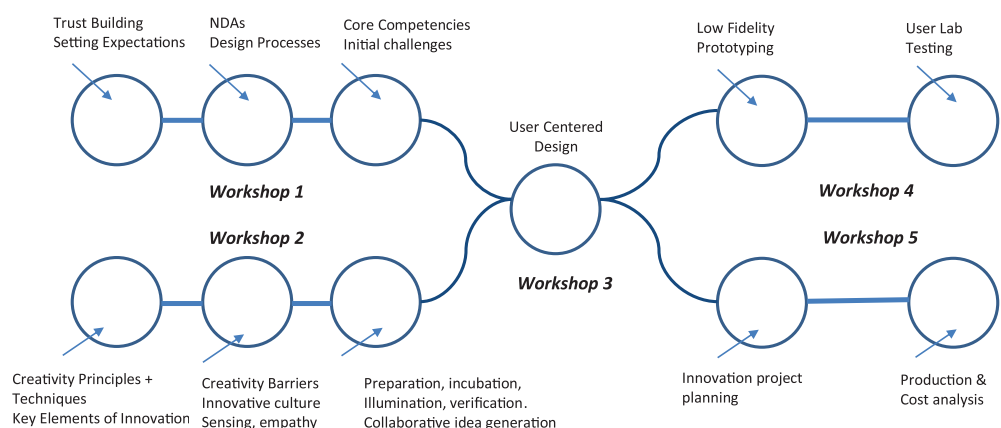 Trust Building
Setting Expectations
NDAs
Design Processes
Core Competencies
Initial challenges
Low Fidelity
Prototyping
User Lab
Testing
User Centered
Design
Workshop 1
Workshop 4
Workshop 2
Workshop 5
Workshop 3
Creativity Principles +
Techniques
Key Elements of Innovation
Creativity Barriers
Innovative culture
Sensing, empathy
Preparation, incubation,
Illumination, verification.
Collaborative idea generation
Innovation project
planning
Production &
Cost analysis